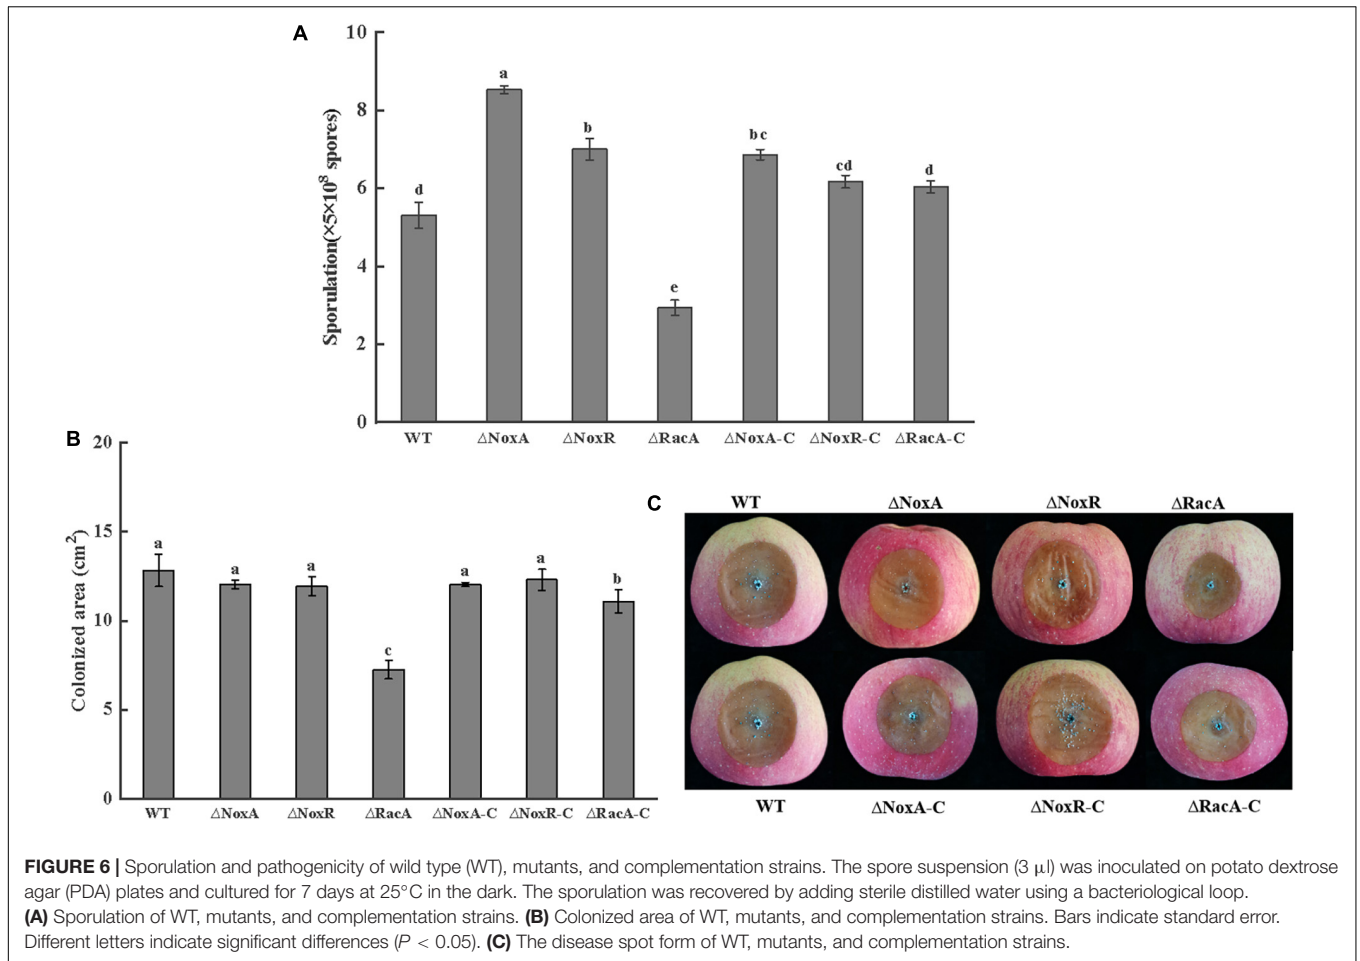 A
10
8
6
4
2
0
Sporulation(×5×10⁸ spores)
d
a
b
e
bc
cd
d
WT ΔNoxA ΔNoxR ΔRacA ΔNoxA-C ΔNoxR-C ΔRacA-C
B
20
15
10
5
0
Colonized area (cm²)
a
a
a
c
a
a
b
WT ΔNoxA ΔNoxR ΔRacA ΔNoxA-C ΔNoxR-C ΔRacA-C
C
WT ΔNoxA ΔNoxR ΔRacA
WT ΔNoxA-C ΔNoxR-C ΔRacA-C
FIGURE 6 | Sporulation and pathogenicity of wild type (WT), mutants, and complementation strains. The spore suspension (3 μl) was inoculated on potato dextrose
agar (PDA) plates and cultured for 7 days at 25°C in the dark. The sporulation was recovered by adding sterile distilled water using a bacteriological loop.
(A) Sporulation of WT, mutants, and complementation strains. (B) Colonized area of WT, mutants, and complementation strains. Bars indicate standard error.
Different letters indicate significant differences (P < 0.05). (C) The disease spot form of WT, mutants, and complementation strains.